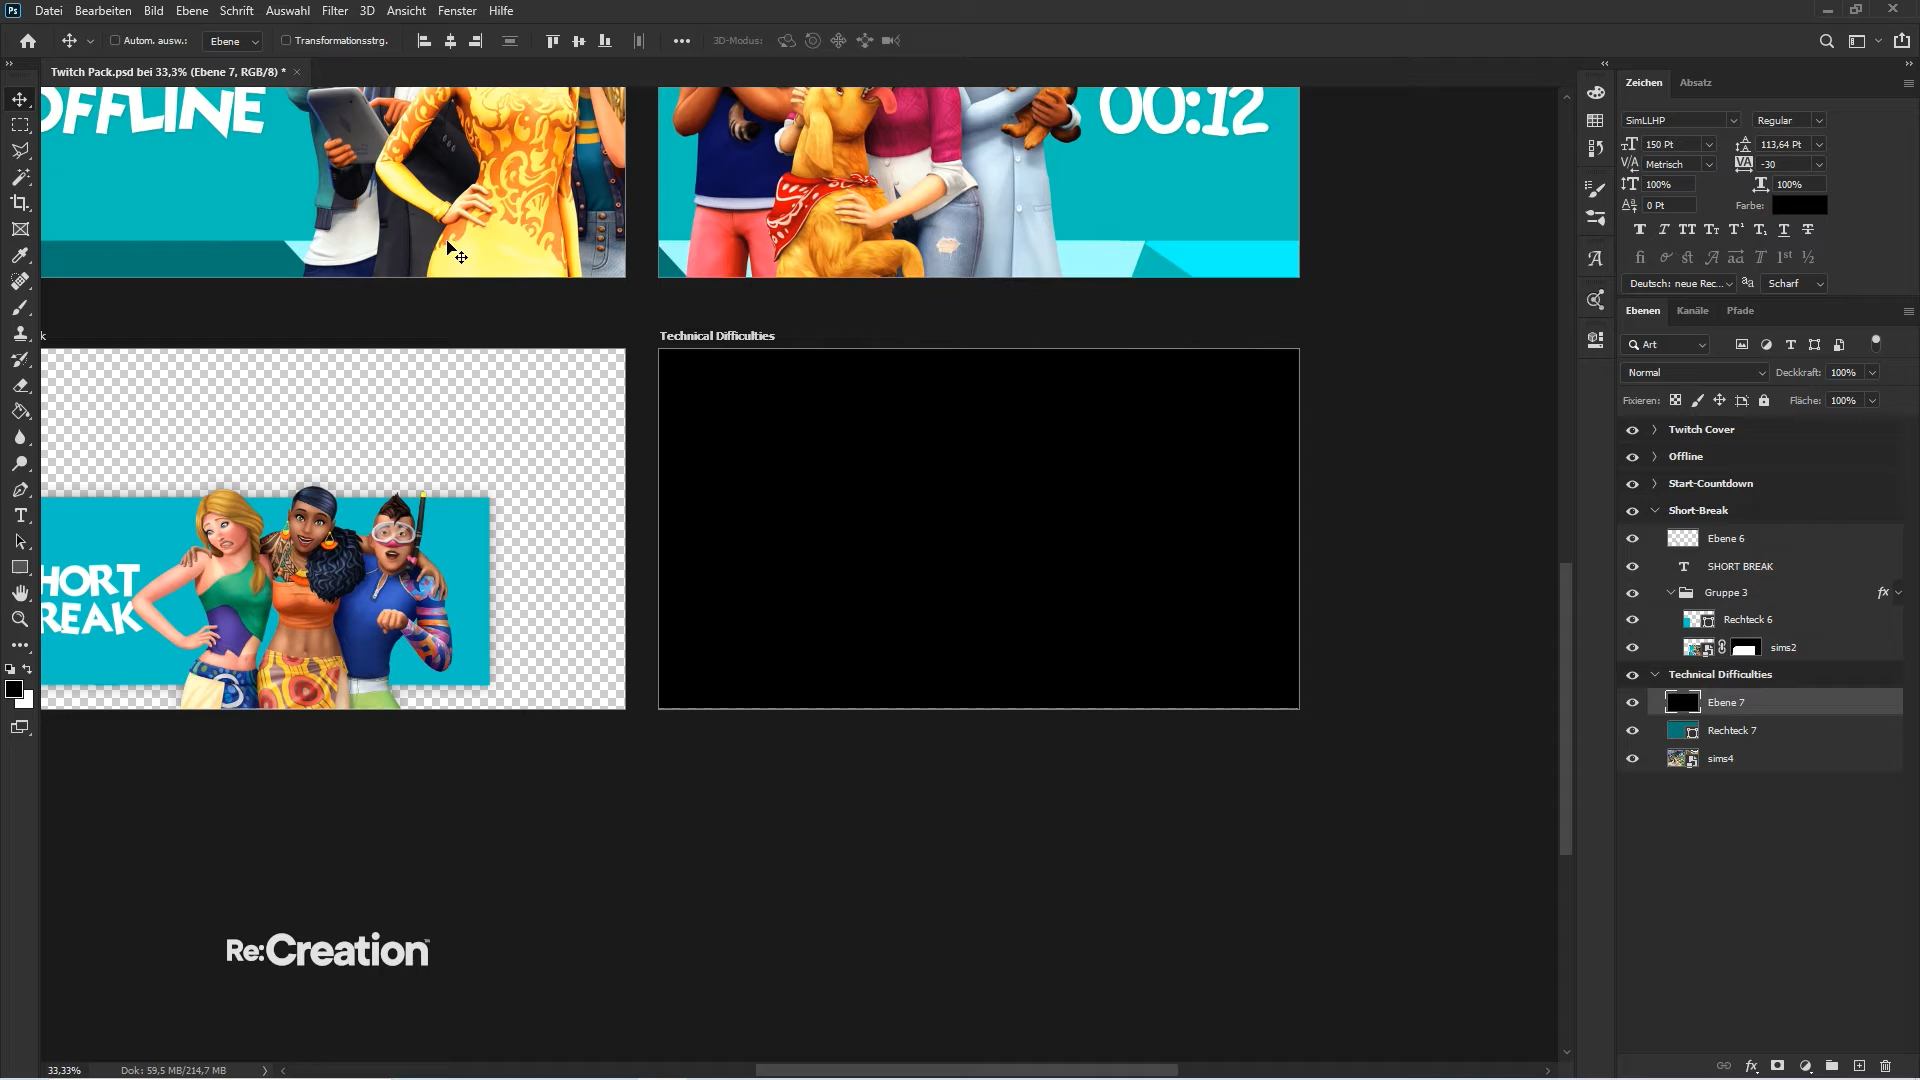 Ps Datei Bearbeiten Bild Ebene Schrift Auswahl Filter 3D Ansicht Fenster Hilfe
Autom. ausw.: Ebene Transformationsstrg. 3D-Modus:
Twitch Pack.psd bei 33,3% (Ebene 7, RGB/8) *
OFFLINE
00:12
k
Technical Difficulties
HORT
REAK
Re:Creation™
33,33% Dok: 59,5 MB/214,7 MB
Zeichen Absatz
SimLLHP Regular
150 Pt 113,64 Pt
Metrisch -30
100% 100%
0 Pt Farbe:
Deutsch: neue Rec... Scharf
Ebenen Kanäle Pfade
Art
Normal Deckkraft: 100%
Fixieren: Fläche: 100%
Twitch Cover
Offline
Start-Countdown
Short-Break
Ebene 6
SHORT BREAK
Gruppe 3 fx
Rechteck 6
sims2
Technical Difficulties
Ebene 7
Rechteck 7
sims4